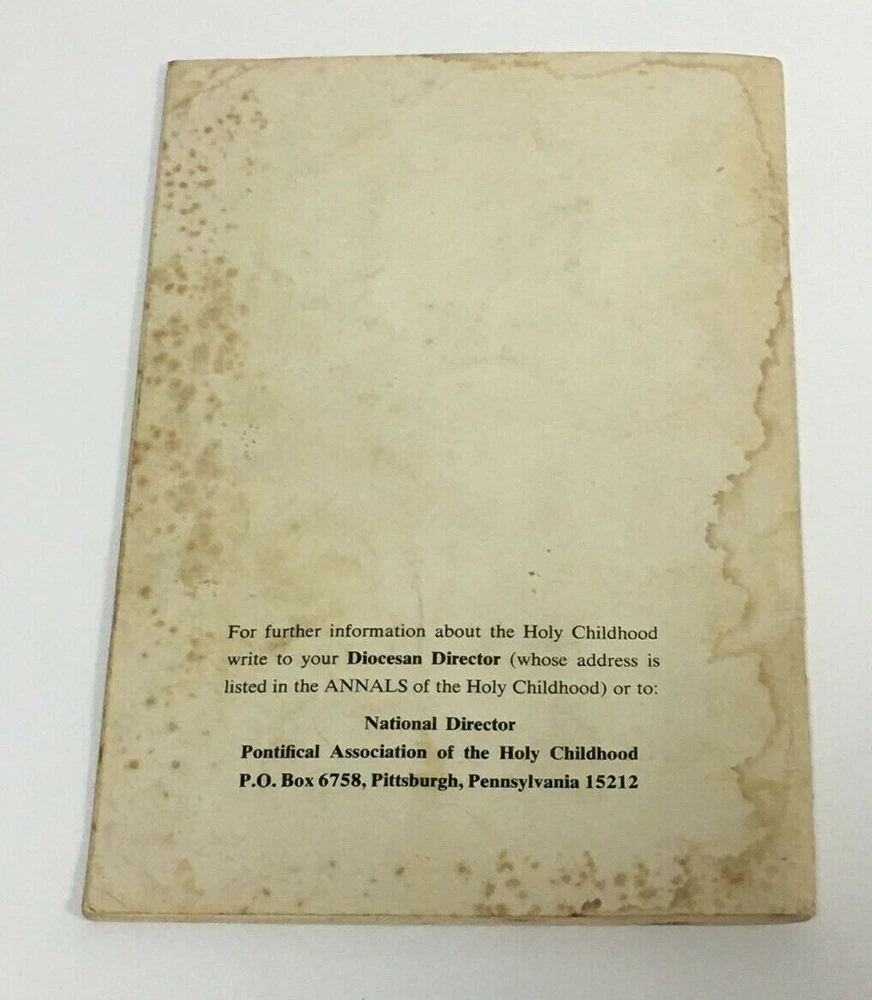 For further information about the Holy Childhood
write to your Diocesan Director (whose address is
listed in the ANNALS of the Holy Childhood) or to:
National Director
Pontifical Association of the Holy Childhood
P.O. Box 6758, Pittsburgh, Pennsylvania 15212